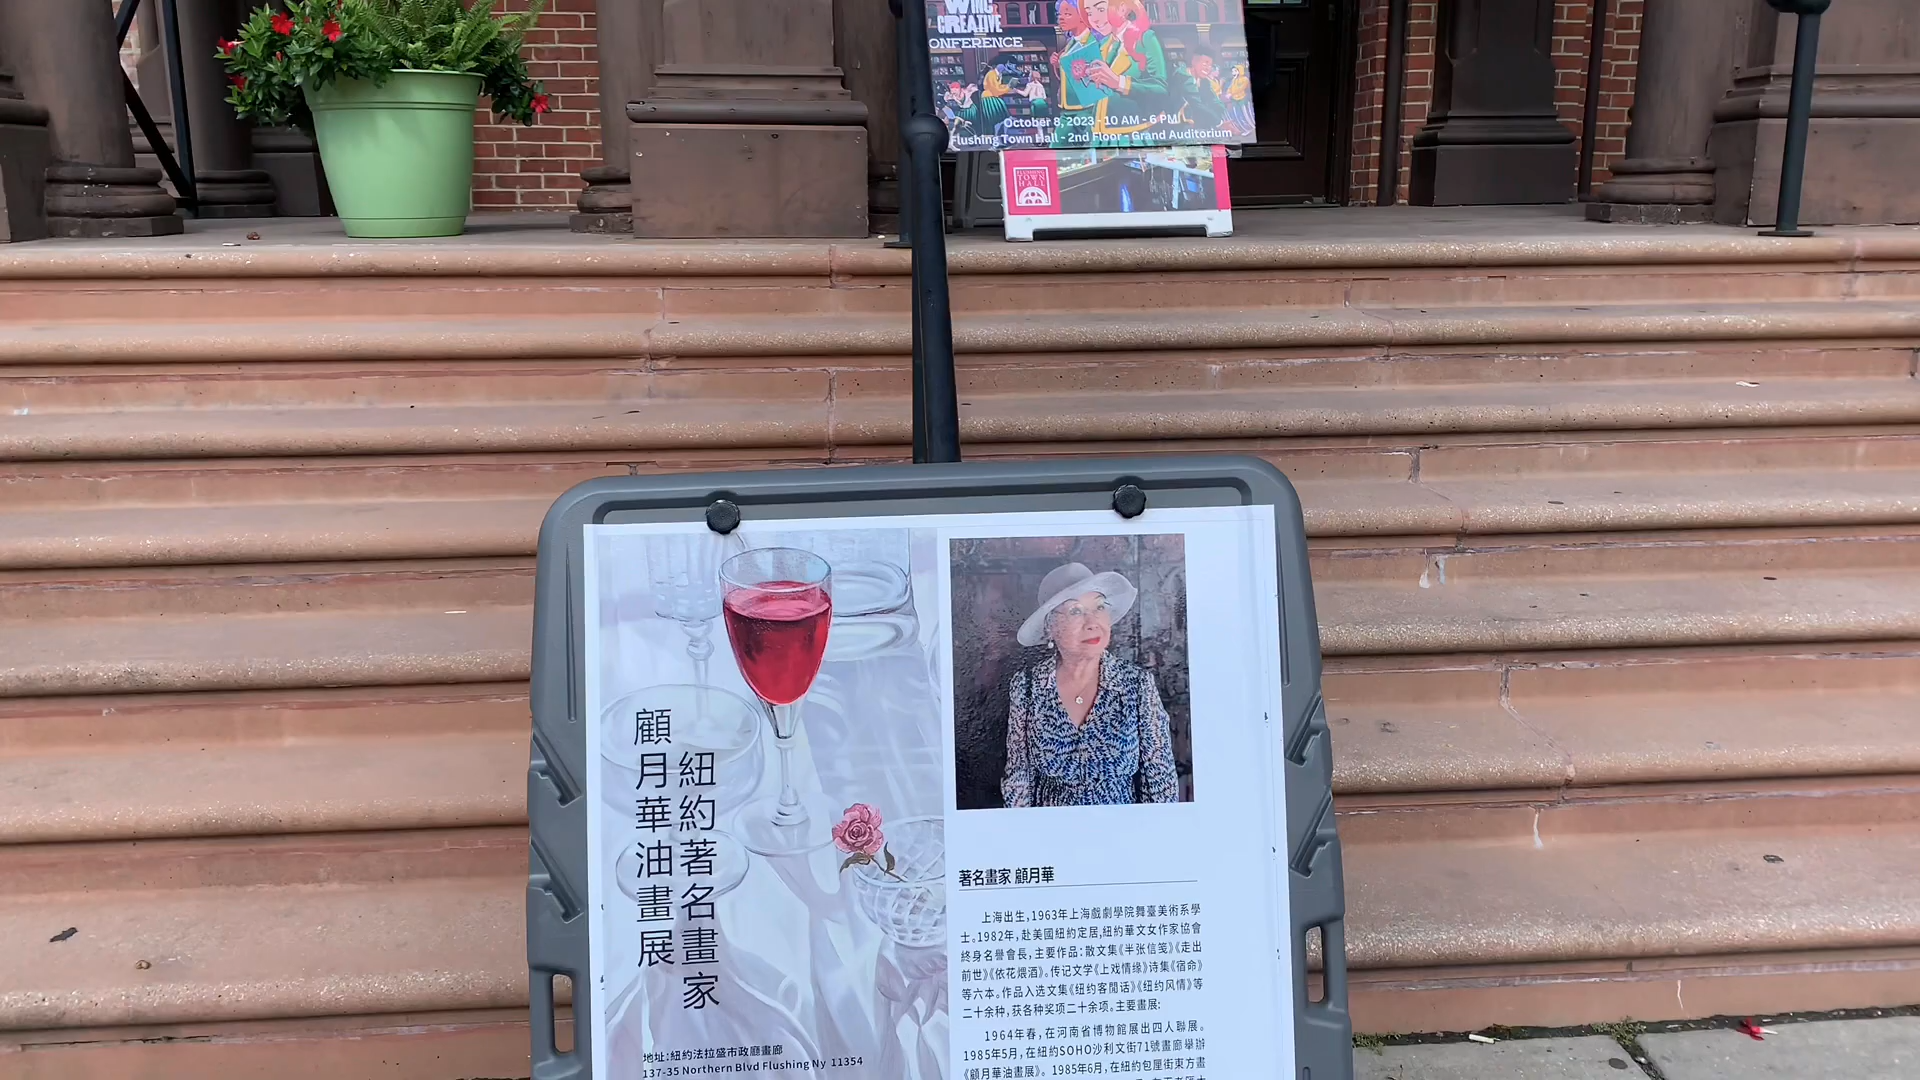 WING
CREATIVE
ONFERENCE
October 8, 2023 - 10 AM - 6 PM
Flushing Town Hall - 2nd Floor - Grand Auditorium
FLUSHING
TOWN
HALL
紐約著名畫家
顧月華油畫展
地址:紐約法拉盛市政廳畫廊
137-35 Northern Blvd Flushing Ny 11354
著名畫家 顧月華
上海出生,1963年上海戲劇學院舞臺美術系學
士。1982年,赴美國紐約定居,紐約華文女作家協會
終身名譽會長,主要作品:散文集《半张信笺》《走出
前世》《依花煨酒》。传记文学《上戏情缘》诗集《宿命》
等六本。作品入选文集《纽约客閒话》《纽约风情》等
二十余种,获各种奖项二十余项。主要畫展:
1964年春,在河南省博物館展出四人聯展。
1985年5月,在紐約SOHO沙利文街71號畫廊舉辦
《顧月華油畫展》。1985年6月,在紐約包厘街東方畫